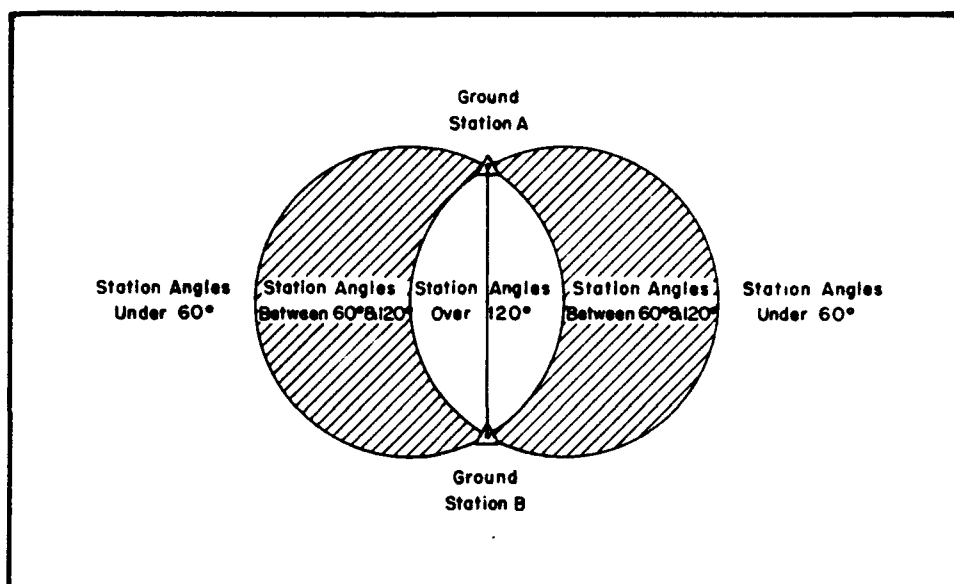 Ground
Station A
Station Angles
Under 60°
Station Angles
Between 60°&120°
Station Angles
Over 120°
Station Angles
Between 60°&120°
Station Angles
Under 60°
Ground
Station B